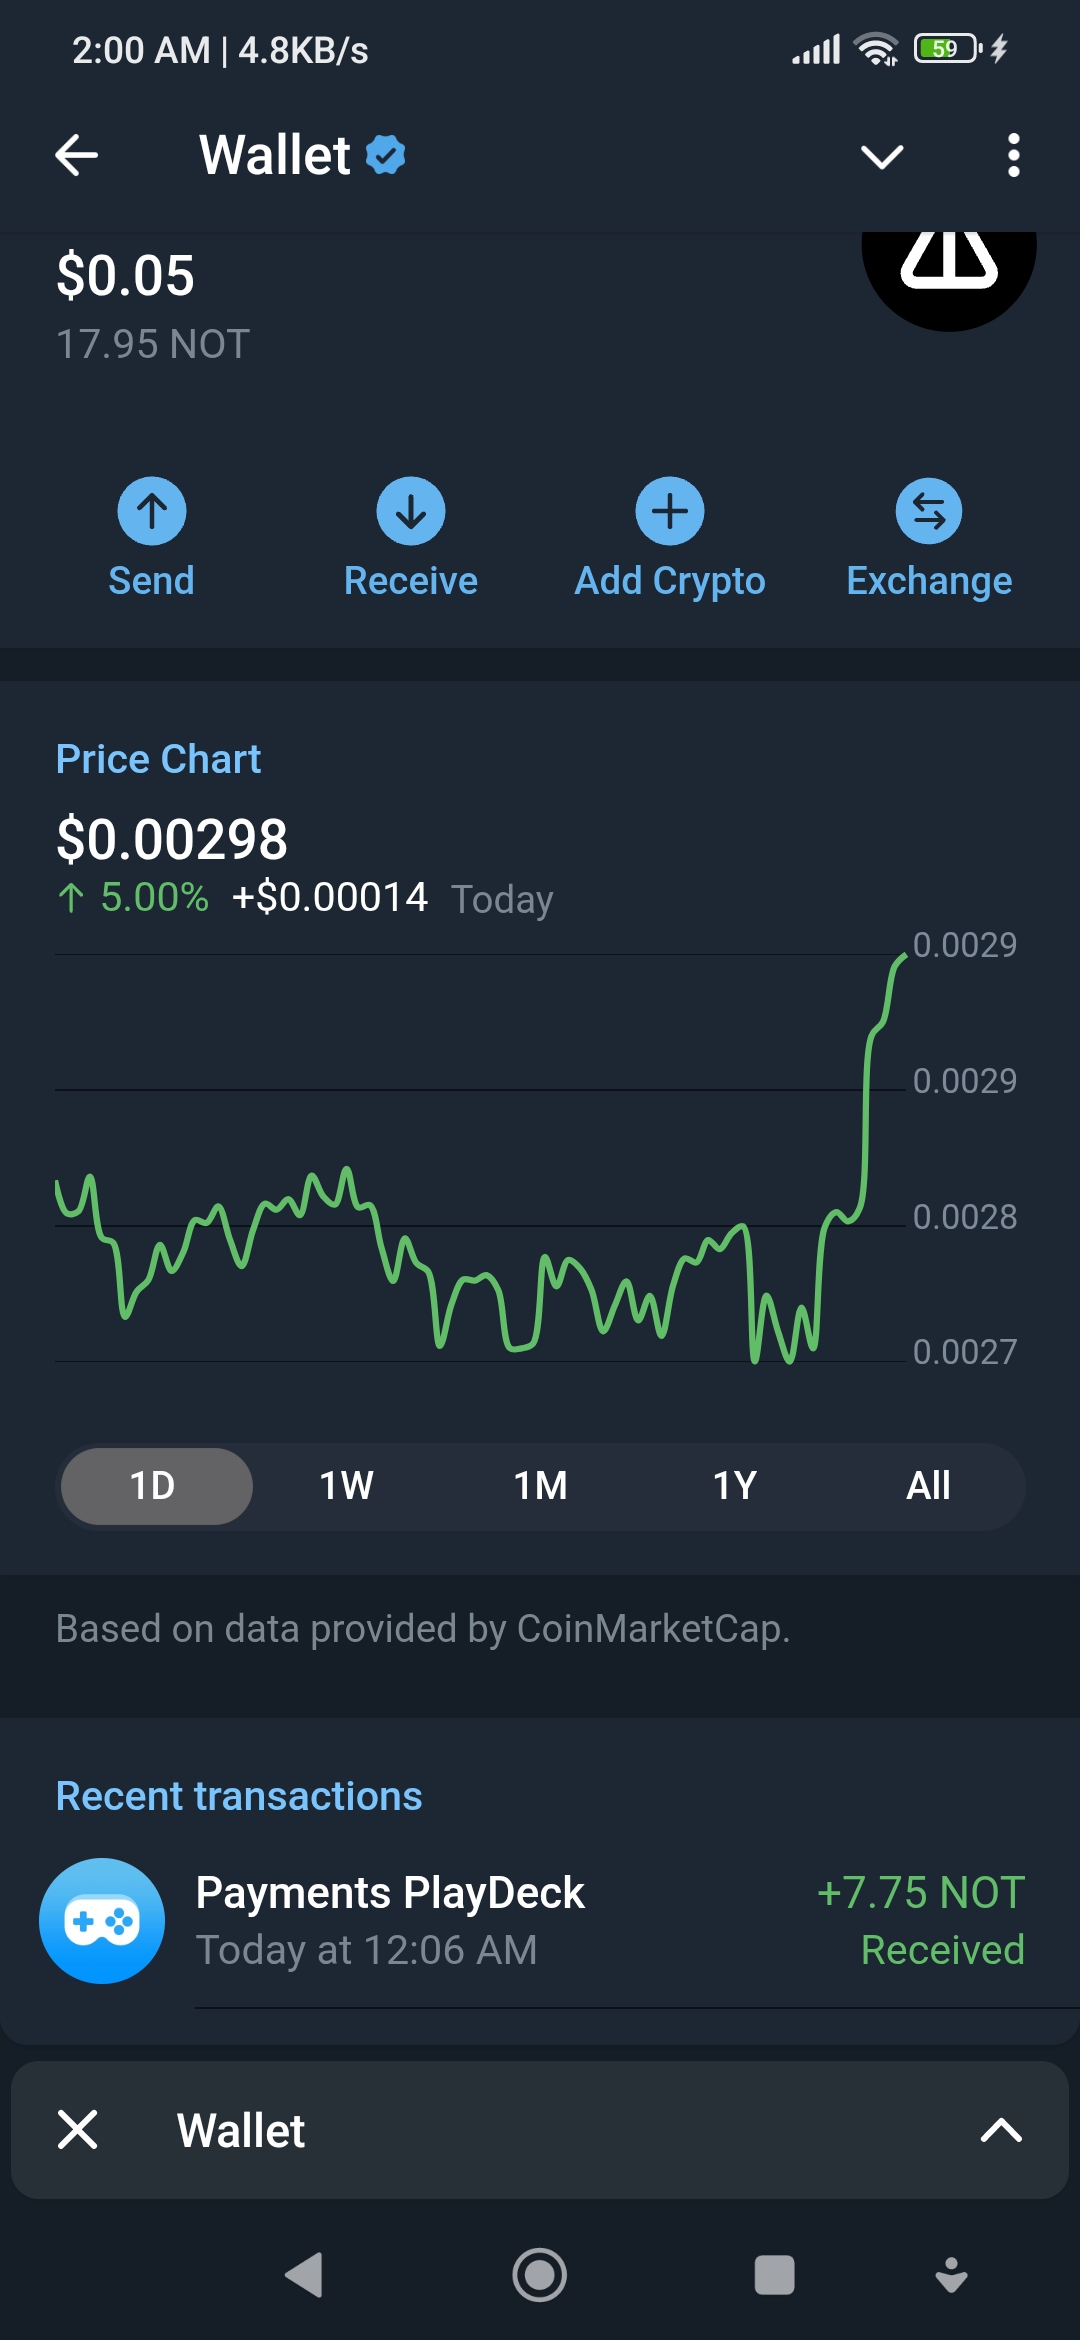 2:00 AM | 4.8KB/s 59
Wallet
$0.05
17.95 NOT
Send Receive Add Crypto Exchange
Price Chart
$0.00298
↑ 5.00% +$0.00014 Today
0.0029
0.0029
0.0028
0.0027
1D 1W 1M 1Y All
Based on data provided by CoinMarketCap.
Recent transactions
Payments PlayDeck +7.75 NOT
Today at 12:06 AM Received
Wallet